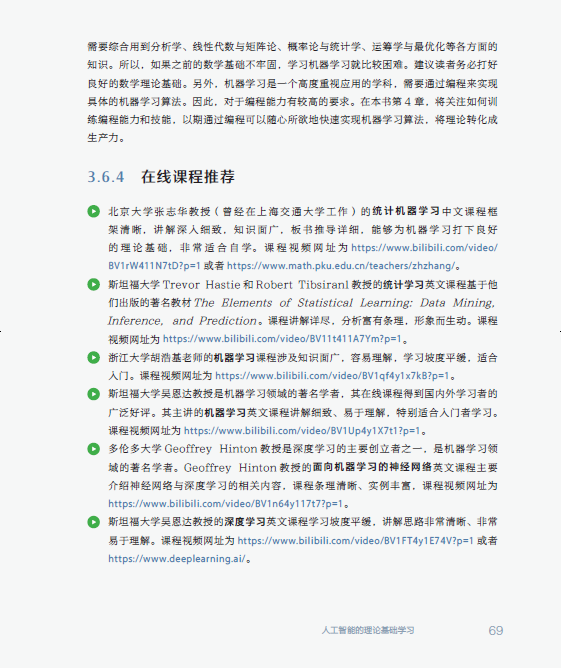 需要综合用到分析学、线性代数与矩阵论、概率论与统计学、运筹学与最优化等各方面的
知识。所以，如果之前的数学基础不牢固，学习机器学习就比较困难。建议读者务必打好
良好的数学理论基础。另外，机器学习是一个高度重视应用的学科，需要通过编程来实现
具体的机器学习算法。因此，对于编程能力有较高的要求。在本书第 4 章，将关注如何训
练编程能力和技能，以期通过编程可以随心所欲地快速实现机器学习算法，将理论转化成
生产力。
3.6.4 在线课程推荐
北京大学张志华教授（曾经在上海交通大学工作）的统计机器学习中文课程框
架清晰，讲解深入细致，知识面广，板书推导详细，能够为机器学习打下良好
的理论基础，非常适合自学。课程视频网址为 https://www.bilibili.com/video/
BV1rW411N7tD?p=1 或者 https://www.math.pku.edu.cn/teachers/zhzhang/。
斯坦福大学 Trevor Hastie 和 Robert Tibsiranl 教授的统计学习英文课程基于他
们出版的著名教材 The Elements of Statistical Learning: Data Mining,
Inference, and Prediction。课程讲解详尽，分析富有条理，形象而生动。课程
视频网址为 https://www.bilibili.com/video/BV11t411A7Ym?p=1。
浙江大学胡浩基老师的机器学习课程涉及知识面广，容易理解，学习坡度平缓，适合
入门。课程视频网址为 https://www.bilibili.com/video/BV1qf4y1x7kB?p=1。
斯坦福大学吴恩达教授是机器学习领域的著名学者，其在线课程得到国内外学习者的
广泛好评。其主讲的机器学习英文课程讲解细致、易于理解，特别适合入门者学习。
课程视频网址为 https://www.bilibili.com/video/BV1Up4y1X7t1?p=1。
多伦多大学 Geoffrey Hinton 教授是深度学习的主要创立者之一，是机器学习领
域的著名学者。Geoffrey Hinton 教授的面向机器学习的神经网络英文课程主要
介绍神经网络与深度学习的相关内容，课程条理清晰、实例丰富，课程视频网址为
https://www.bilibili.com/video/BV1n64y117t7?p=1。
斯坦福大学吴恩达教授的深度学习英文课程学习坡度平缓，讲解思路非常清晰、非常
易于理解。课程视频网址为 https://www.bilibili.com/video/BV1FT4y1E74V?p=1 或者
https://www.deeplearning.ai/。
人工智能的理论基础学习 69